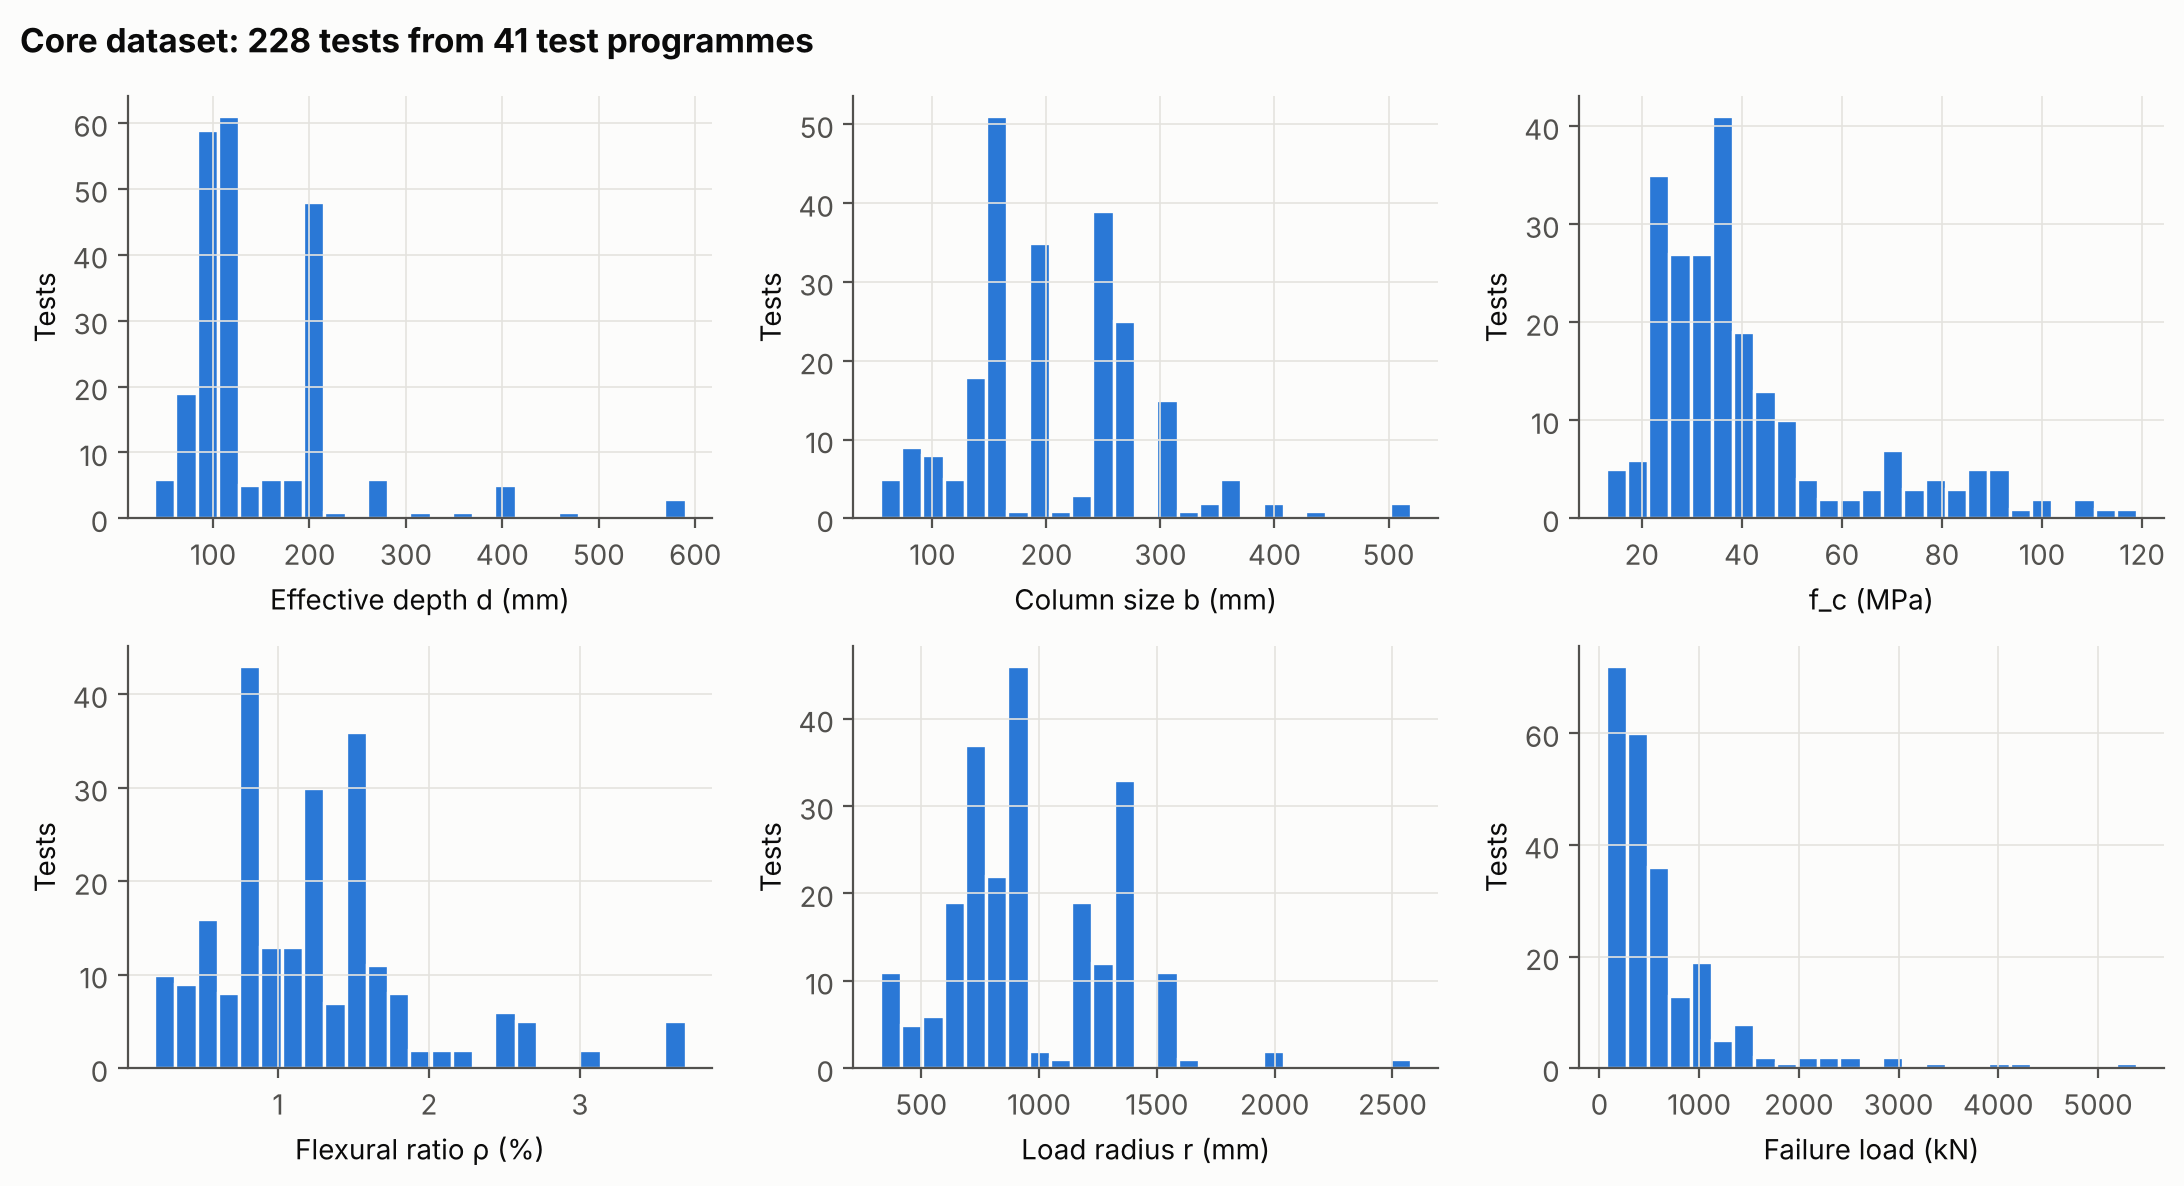 Core dataset: 228 tests from 41 test programmes
60
50
40
30
20
10
0
Tests
100 200 300 400 500 600
Effective depth d (mm)
50
40
30
20
10
0
Tests
100 200 300 400 500
Column size b (mm)
40
30
20
10
0
Tests
20 40 60 80 100 120
f_c (MPa)
40
30
20
10
0
Tests
1 2 3
Flexural ratio ρ (%)
40
30
20
10
0
Tests
500 1000 1500 2000 2500
Load radius r (mm)
60
40
20
0
Tests
0 1000 2000 3000 4000 5000
Failure load (kN)